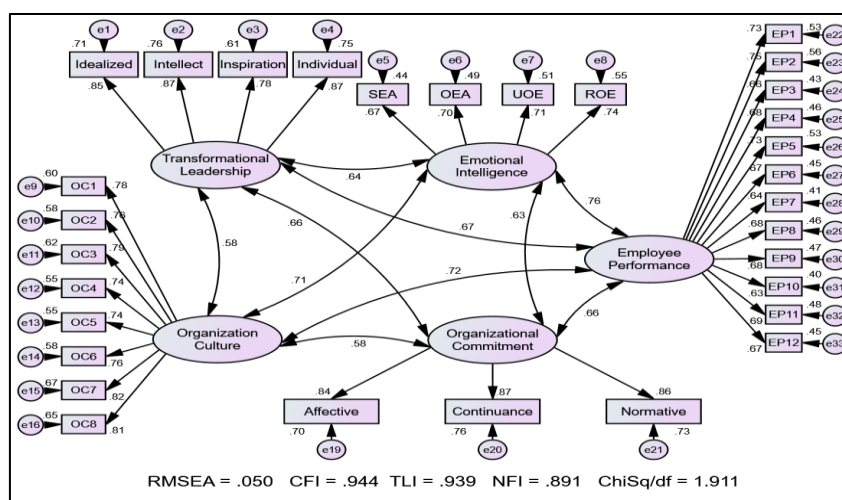 e1 e2 e3 e4
.71 .76 .61 .75
Idealized Intellect Inspiration Individual
.85 .87 .78 .87
e5 e6 e7 e8
.44 .49 .51 .55
SEA OEA UOE ROE
.67 .70 .71 .74
Transformational
Leadership
Emotional
Intelligence
Employee
Performance
Organization
Culture
Organizational
Commitment
.64
.66
.58
.67
.63
.76
.71
.72
.58
.66
e9 .60 OC1 .78
e10 .58 OC2 .76
e11 .62 OC3 .79
e12 .55 OC4 .74
e13 .55 OC5 .74
e14 .58 OC6 .76
e15 .67 OC7 .82
e16 .65 OC8 .81
.73 EP1 .53 e22
.75 EP2 .56 e23
.66 EP3 .43 e24
.68 EP4 .46 e25
.73 EP5 .53 e26
.67 EP6 .45 e27
.64 EP7 .41 e28
.68 EP8 .46 e29
.68 EP9 .47 e30
.63 EP10 .40 e31
.69 EP11 .48 e32
.67 EP12 .45 e33
.84 .87 .86
Affective Continuance Normative
.70 .76 .73
e19 e20 e21
RMSEA = .050 CFI = .944 TLI = .939 NFI = .891 ChiSq/df = 1.911